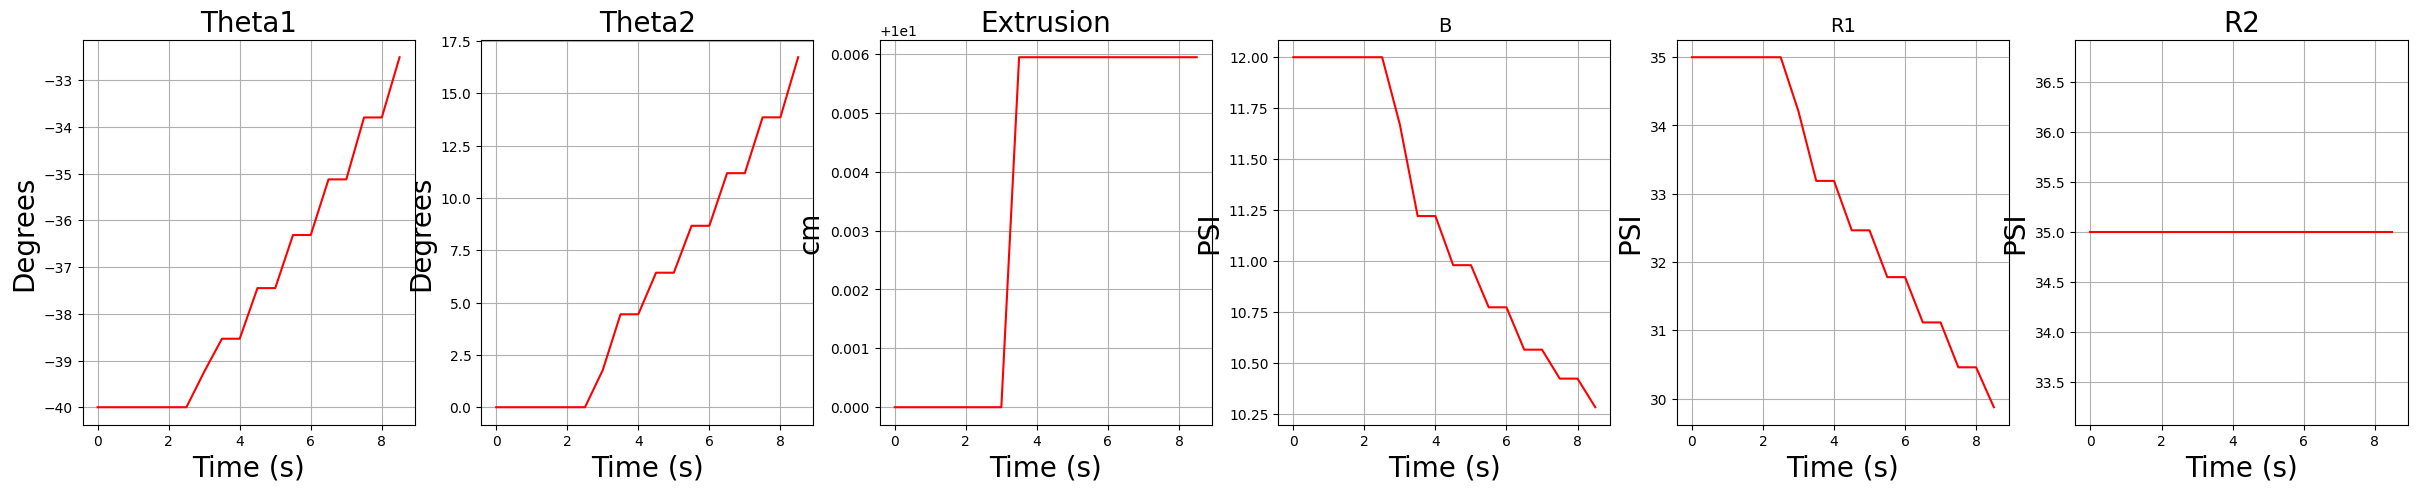 Theta1
Degrees
−33
−34
−35
−36
−37
−38
−39
−40
0 2 4 6 8
Time (s)
Theta2
Degrees
17.5
15.0
12.5
10.0
7.5
5.0
2.5
0.0
0 2 4 6 8
Time (s)
Extrusion
+1e1
cm
0.006
0.005
0.004
0.003
0.002
0.001
0.000
0 2 4 6 8
Time (s)
B
PSI
12.00
11.75
11.50
11.25
11.00
10.75
10.50
10.25
0 2 4 6 8
Time (s)
R1
PSI
35
34
33
32
31
30
0 2 4 6 8
Time (s)
R2
PSI
36.5
36.0
35.5
35.0
34.5
34.0
33.5
0 2 4 6 8
Time (s)